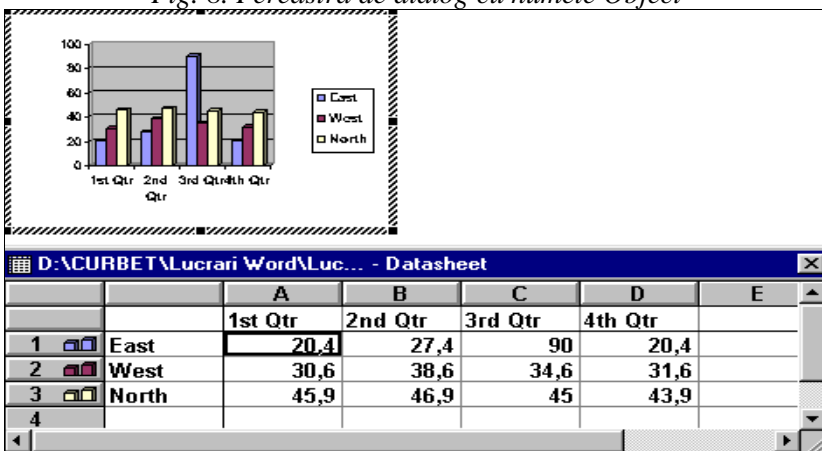 Fig. 8. Fereastra de dialog cu numele Object
100
80
60
40
20
0
1st Qtr 2nd Qtr 3rd Qtr 4th Qtr
East
West
North
D:\CURBET\Lucrari Word\Luc... - Datasheet
A B C D E
1st Qtr 2nd Qtr 3rd Qtr 4th Qtr
1 East 20,4 27,4 90 20,4
2 West 30,6 38,6 34,6 31,6
3 North 45,9 46,9 45 43,9
4